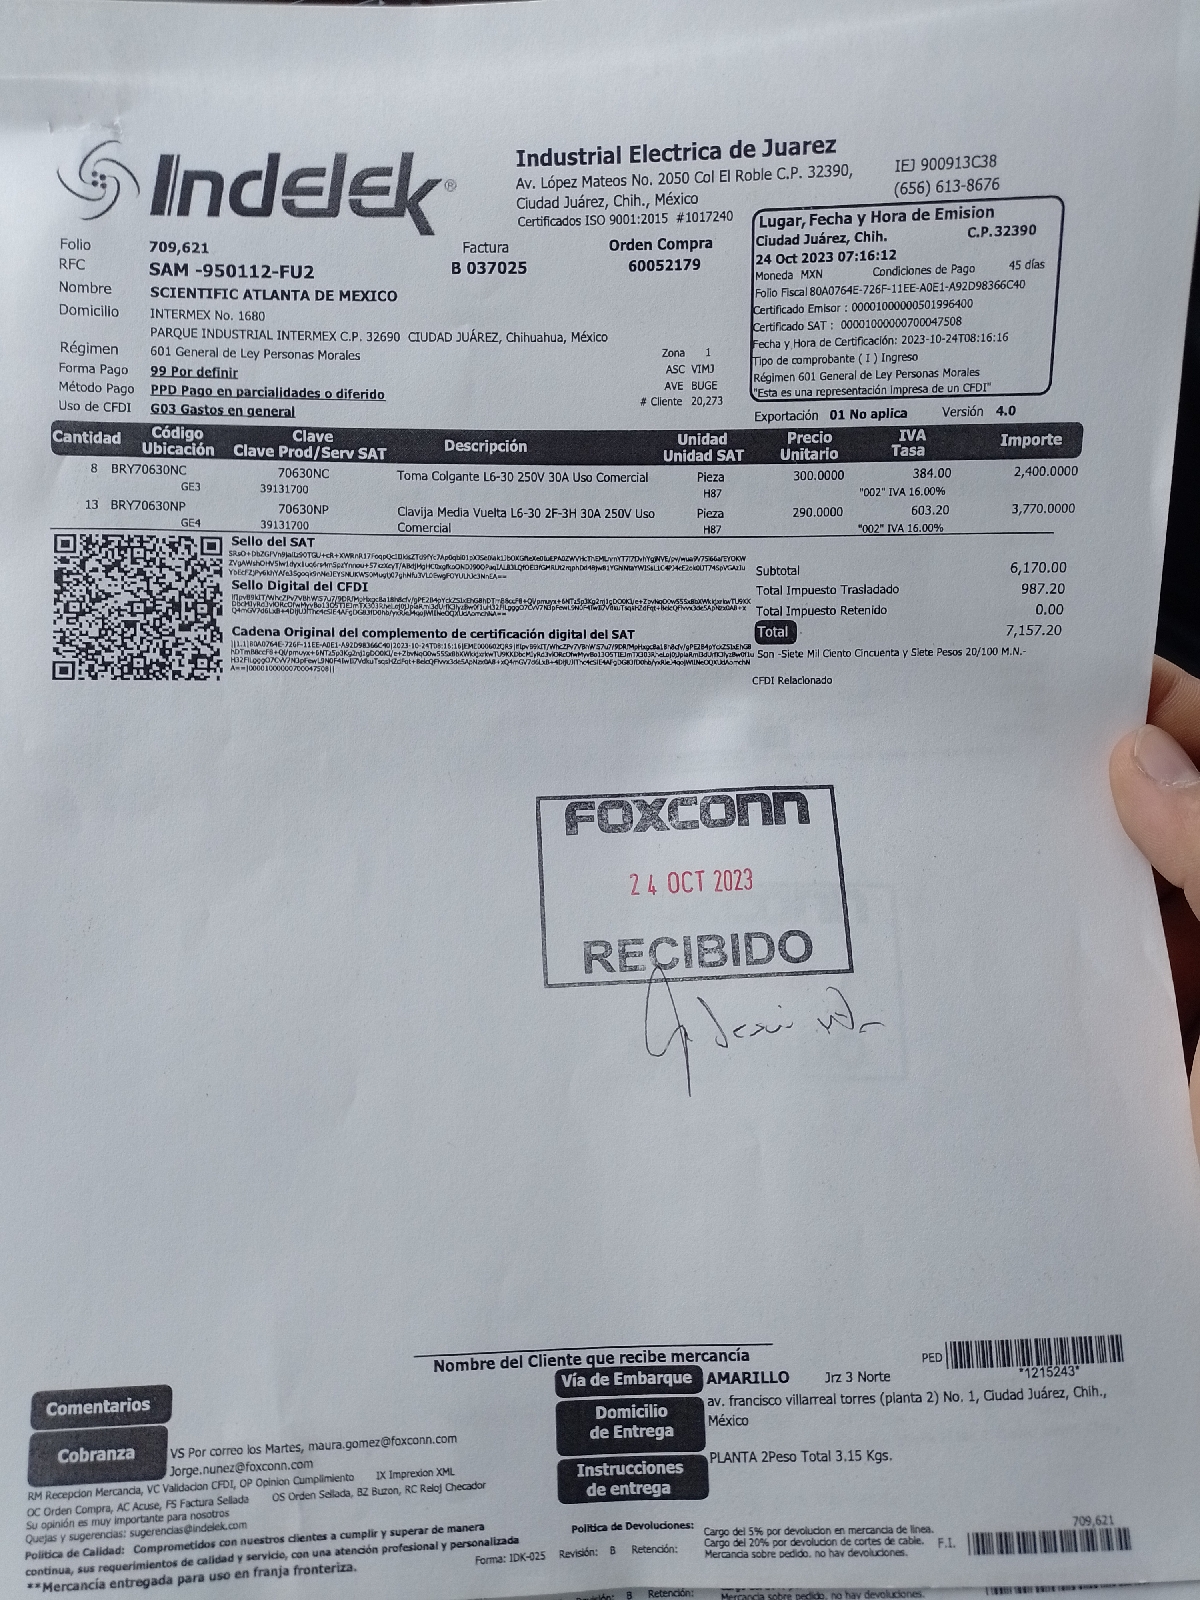 Indelek®
Industrial Electrica de Juarez
Av. López Mateos No. 2050 Col El Roble C.P. 32390,
Ciudad Juárez, Chih., México
Certificados ISO 9001:2015 #1017240
IEJ 900913C38
(656) 613-8676
Folio 709,621
Factura
B 037025
Orden Compra
60052179
RFC SAM -950112-FU2
Nombre SCIENTIFIC ATLANTA DE MEXICO
Domicilio INTERMEX No. 1680
PARQUE INDUSTRIAL INTERMEX C.P. 32690 CIUDAD JUÁREZ, Chihuahua, México
Régimen 601 General de Ley Personas Morales
Forma Pago 99 Por definir
Método Pago PPD Pago en parcialidades o diferido
Uso de CFDI G03 Gastos en general
Zona 1
ASC VIMJ
AVE BUGE
# Cliente 20,273
Lugar, Fecha y Hora de Emision
Ciudad Juárez, Chih. C.P.32390
24 Oct 2023 07:16:12
Moneda MXN Condiciones de Pago 45 días
Folio Fiscal 80A0764E-726F-11EE-A0E1-A92D98366C40
Certificado Emisor : 00001000000501996400
Certificado SAT : 00001000000700047508
Fecha y Hora de Certificación: 2023-10-24T08:16:16
Tipo de comprobante ( I ) Ingreso
Régimen 601 General de Ley Personas Morales
"Esta es una representación impresa de un CFDI"
Exportación 01 No aplica Versión 4.0
Cantidad Código Ubicación Clave Clave Prod/Serv SAT Descripción Unidad Unidad SAT Precio Unitario IVA Tasa Importe
8 BRY70630NC 70630NC Toma Colgante L6-30 250V 30A Uso Comercial Pieza 300.0000 384.00 2,400.0000
GE3 39131700 H87 "002" IVA 16.00%
13 BRY70630NP 70630NP Clavija Media Vuelta L6-30 2F-3H 30A 250V Uso Pieza 290.0000 603.20 3,770.0000
GE4 39131700 Comercial H87 "002" IVA 16.00%
Sello del SAT
Sello Digital del CFDI
Cadena Original del complemento de certificación digital del SAT
Subtotal 6,170.00
Total Impuesto Trasladado 987.20
Total Impuesto Retenido 0.00
Total 7,157.20
Son -Siete Mil Ciento Cincuenta y Siete Pesos 20/100 M.N.-
CFDI Relacionado
FOXCONN
24 OCT 2023
RECIBIDO
Nombre del Cliente que recibe mercancía
PED
*1215243*
Vía de Embarque AMARILLO Jrz 3 Norte
Domicilio de Entrega av. francisco villarreal torres (planta 2) No. 1, Ciudad Juárez, Chih.,
México
Instrucciones de entrega PLANTA 2Peso Total 3.15 Kgs.
Comentarios
Cobranza VS Por correo los Martes, maura.gomez@foxconn.com
Jorge.nunez@foxconn.com
RM Recepcion Mercancia, VC Validacion CFDI, OP Opinion Cumplimiento IX Impresion XML
OC Orden Compra, AC Acuse, FS Factura Sellada OS Orden Sellada, BZ Buzon, RC Reloj Checador
Su opinión es muy importante para nosotros
Quejas y sugerencias: sugerencias@indelek.com
Politica de Calidad: Comprometidos con nuestros clientes a cumplir y superar de manera
continua, sus requerimientos de calidad y servicio, con una atención profesional y personalizada
**Mercancía entregada para uso en franja fronteriza.
Forma: IDK-025 Revisión: B Retención:
Politica de Devoluciones: Cargo del 5% por devolucion en mercancia de linea.
Cargo del 20% por devolucion de cortes de cable.
Mercancia sobre pedido, no hay devoluciones.
F.I.
709,621
B Retención: Mercancia sobre pedido, no hay devoluciones.